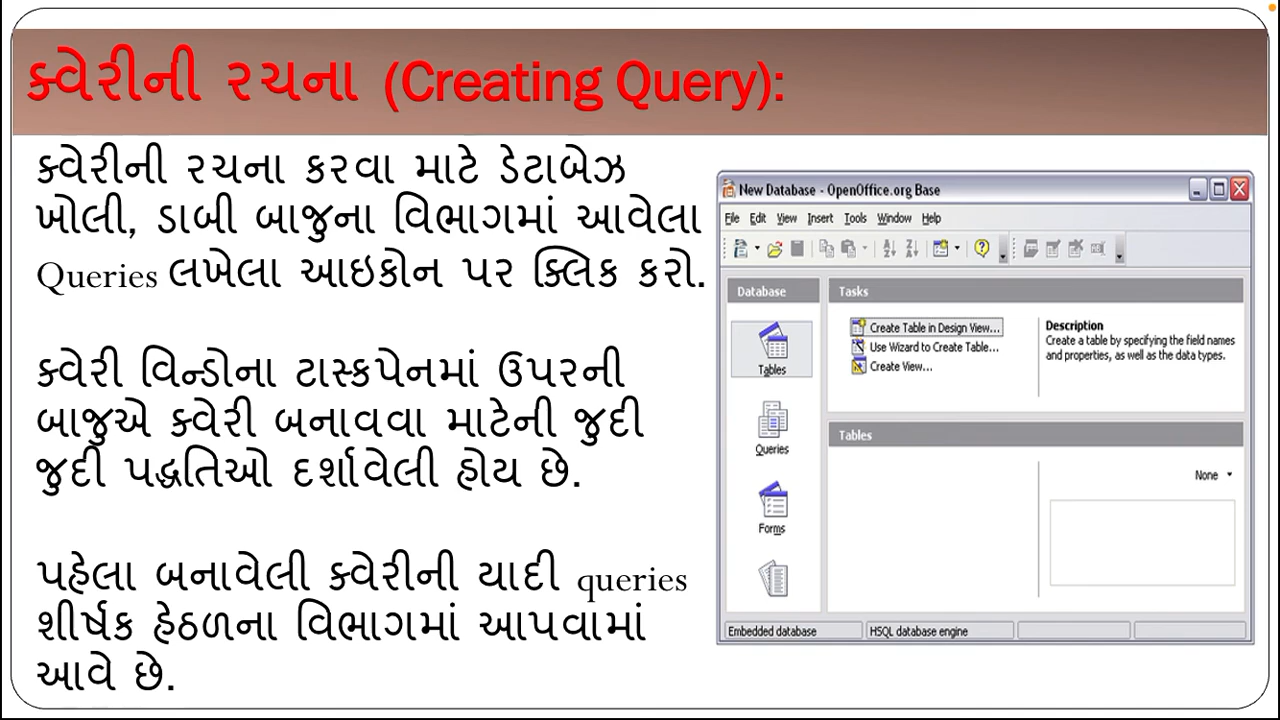 ક્વેરીની રચના (Creating Query):
ક્વેરીની રચના કરવા માટે ડેટાબેઝ
ખોલી, ડાબી બાજુના વિભાગમાં આવેલા
Queries લખેલા આઇકોન પર ક્લિક કરો.
ક્વેરી વિન્ડોના ટાસ્કપેનમાં ઉપરની
બાજુએ ક્વેરી બનાવવા માટેની જુદી
જુદી પદ્ધતિઓ દર્શાવેલી હોય છે.
પહેલા બનાવેલી ક્વેરીની યાદી queries
શીર્ષક હેઠળના વિભાગમાં આપવામાં
આવે છે.
New Database - OpenOffice.org Base
File Edit View Insert Tools Window Help
Database
Tables
Queries
Forms
Tasks
Create Table in Design View...
Use Wizard to Create Table...
Create View...
Description
Create a table by specifying the field names
and properties, as well as the data types.
Tables
None
Embedded database
HSQL database engine